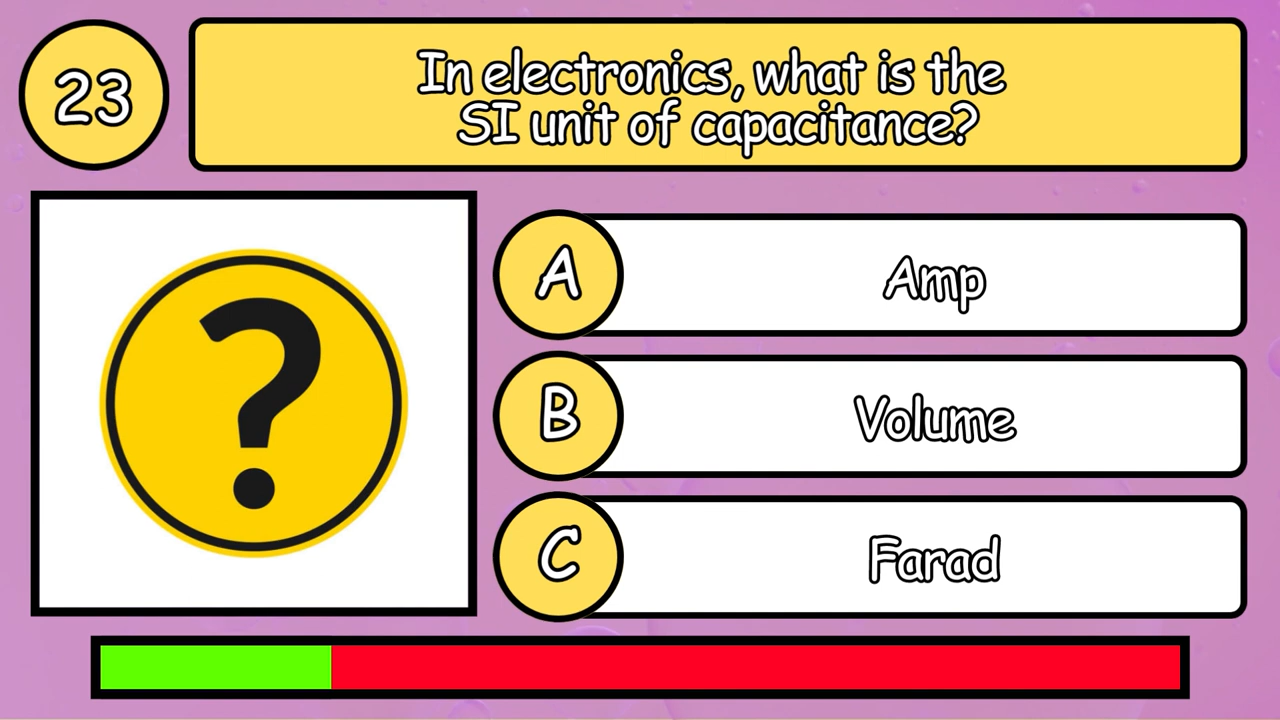 23
In electronics, what is the
SI unit of capacitance?
?
A
Amp
B
Volume
C
Farad